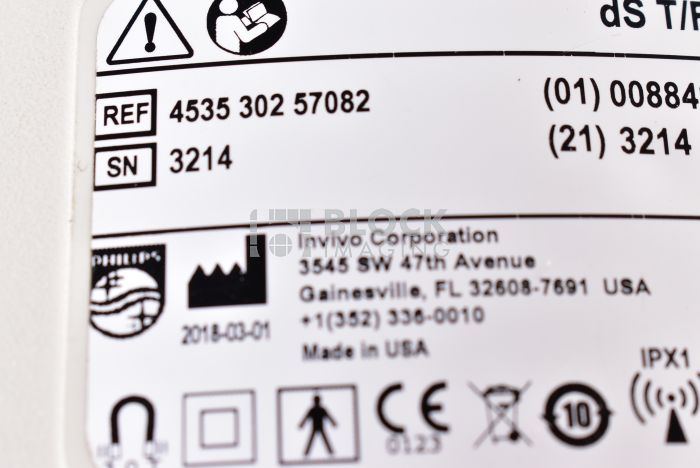 dS T/R
REF 4535 302 57082
(01) 00884
SN 3214
(21) 3214
BLOCK
IMAGING
PHILIPS
Invivo Corporation
3545 SW 47th Avenue
Gainesville, FL 32608-7691 USA
+1(352) 336-0010
2018-03-01
Made in USA
IPX1
CE
0123
10